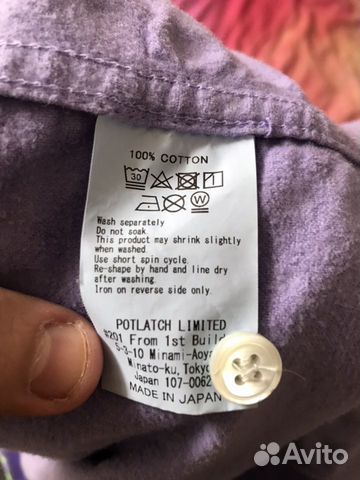 100% COTTON
30
W
Wash separately
Do not soak
This product may shrink slightly
when washed.
Use short spin cycle.
Re-shape by hand and line dry
after washing.
Iron on reverse side only.
POTLATCH LIMITED
#201 From 1st Build
5-3-10 Minami-Aoya
Minato-ku, Tokyo
Japan 107-0062
MADE IN JAPAN
Avito